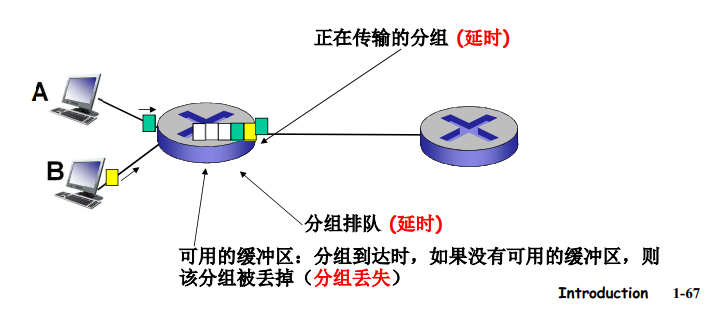 正在传输的分组 (延时)
A
B
分组排队 (延时)
可用的缓冲区：分组到达时，如果没有可用的缓冲区，则
该分组被丢掉（分组丢失）
Introduction 1-67